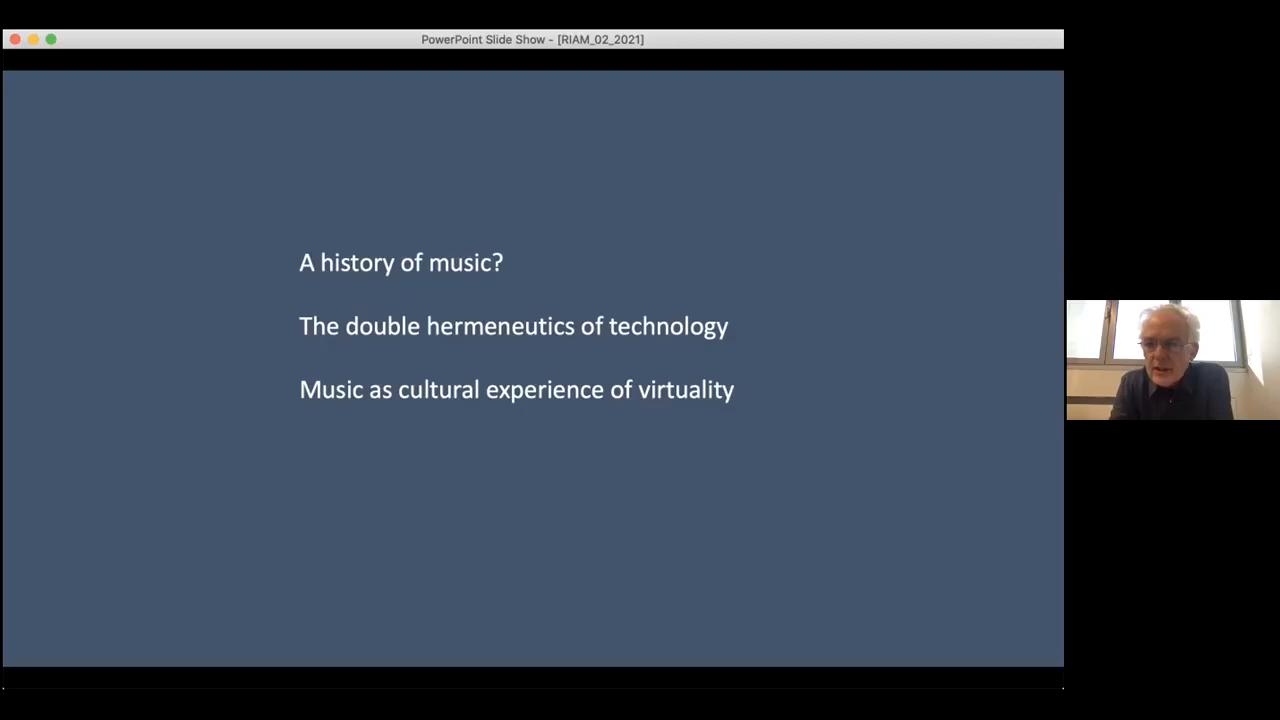 PowerPoint Slide Show - [RIAM_02_2021]
A history of music?
The double hermeneutics of technology
Music as cultural experience of virtuality